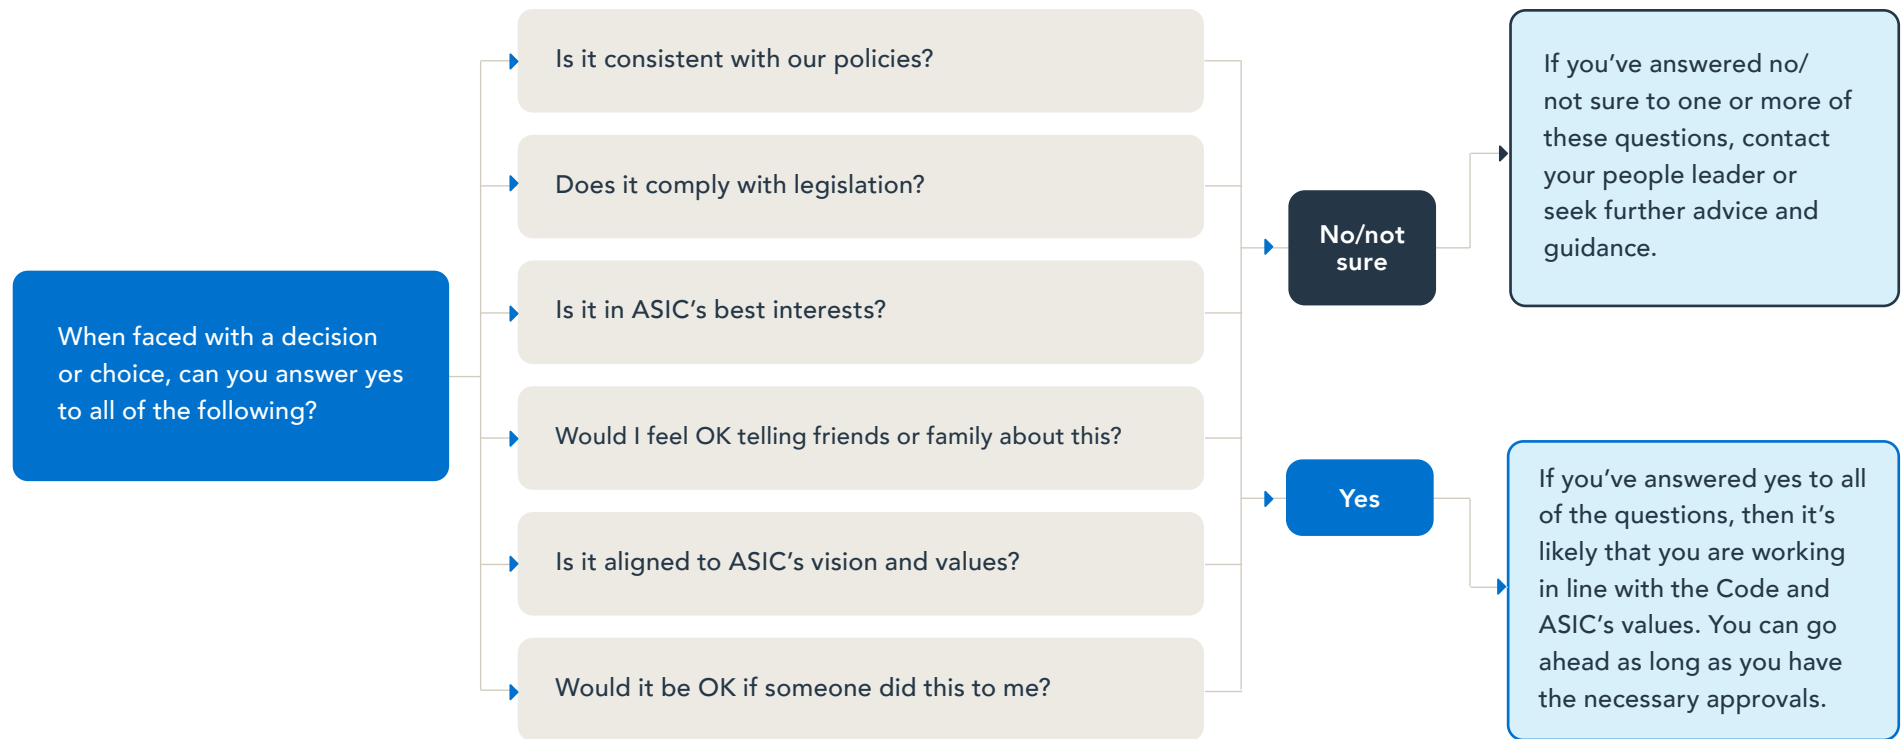 When faced with a decision
or choice, can you answer yes
to all of the following?
Is it consistent with our policies?
Does it comply with legislation?
Is it in ASIC’s best interests?
Would I feel OK telling friends or family about this?
Is it aligned to ASIC’s vision and values?
Would it be OK if someone did this to me?
No/not
sure
Yes
If you’ve answered no/
not sure to one or more of
these questions, contact
your people leader or
seek further advice and
guidance.
If you’ve answered yes to all
of the questions, then it’s
likely that you are working
in line with the Code and
ASIC’s values. You can go
ahead as long as you have
the necessary approvals.